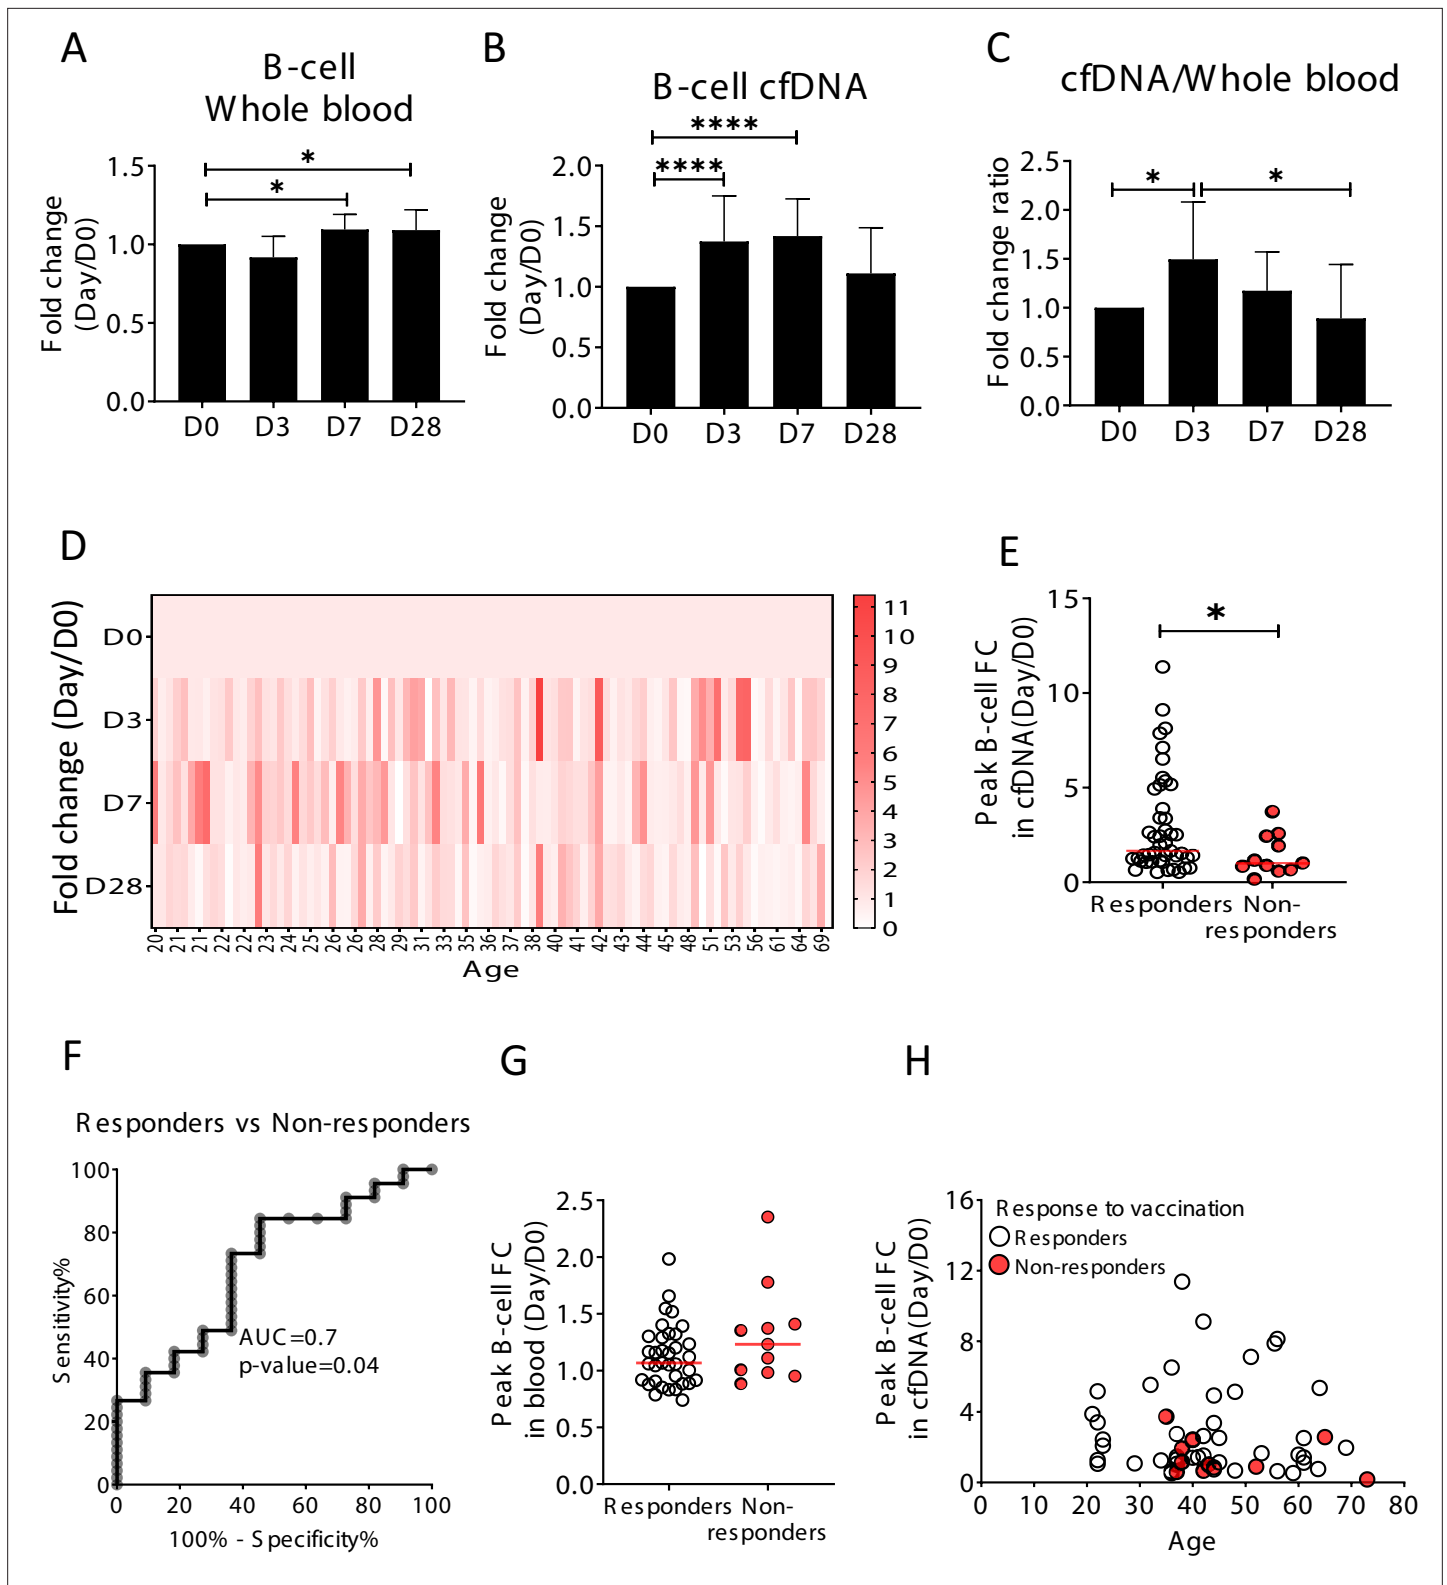 A
B-cell
Whole blood
Fold change
(Day/D0)
1.5
1.0
0.5
0.0
*
*
D0 D3 D7 D28
B
B-cell cfDNA
Fold change
(Day/D0)
2.0
1.5
1.0
0.5
0.0
****
****
D0 D3 D7 D28
C
cfDNA/Whole blood
Fold change ratio
2.5
2.0
1.5
1.0
0.5
0.0
* *
D0 D3 D7 D28
D
Fold change (Day/D0)
D0
D3
D7
D28
20 21 21 22 22 23 24 25 26 26 28 29 31 33 35 36 37 38 40 41 42 43 44 45 48 51 53 56 61 64 69
Age
11
10
9
8
7
6
5
4
3
2
1
0
E
Peak B-cell FC
in cfDNA(Day/D0)
15
10
5
0
*
Responders Non-
responders
F
Responders vs Non-responders
Sensitivity%
100
80
60
40
20
0
AUC=0.7
p-value=0.04
0 20 40 60 80 100
100% - Specificity%
G
Peak B-cell FC
in blood (Day/D0)
2.5
2.0
1.5
1.0
0.5
0.0
Responders Non-
responders
H
Peak B-cell FC
in cfDNA(Day/D0)
16
12
8
4
0
Response to vaccination
Responders
Non-responders
0 10 20 30 40 50 60 70 80
Age